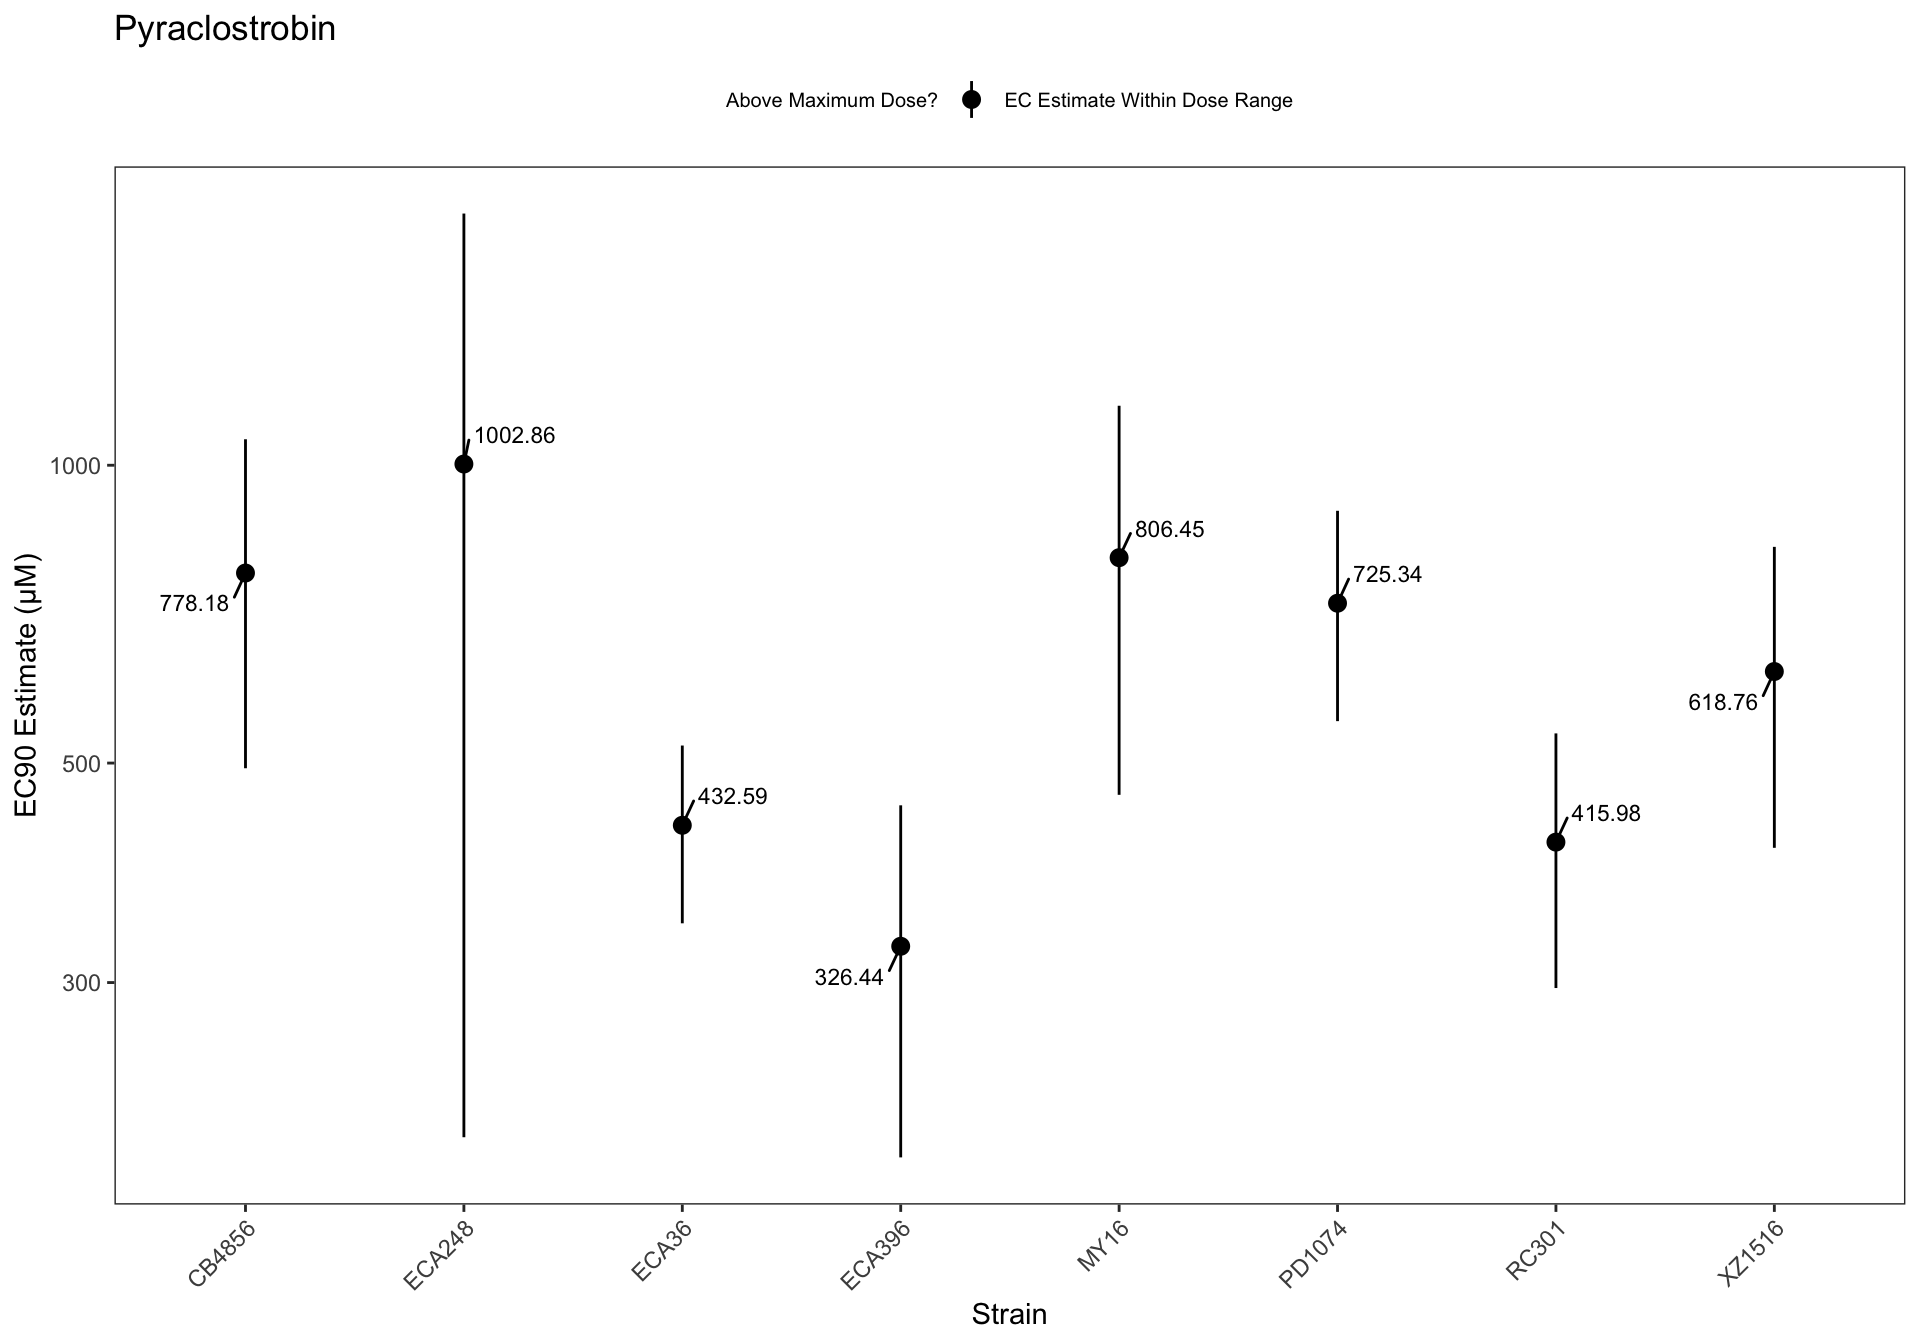 Pyraclostrobin
Above Maximum Dose? EC Estimate Within Dose Range
EC90 Estimate (µM)
1000
500
300
778.18
1002.86
432.59
326.44
806.45
725.34
415.98
618.76
CB4856
ECA248
ECA36
ECA396
MY16
PD1074
RC301
XZ1516
Strain